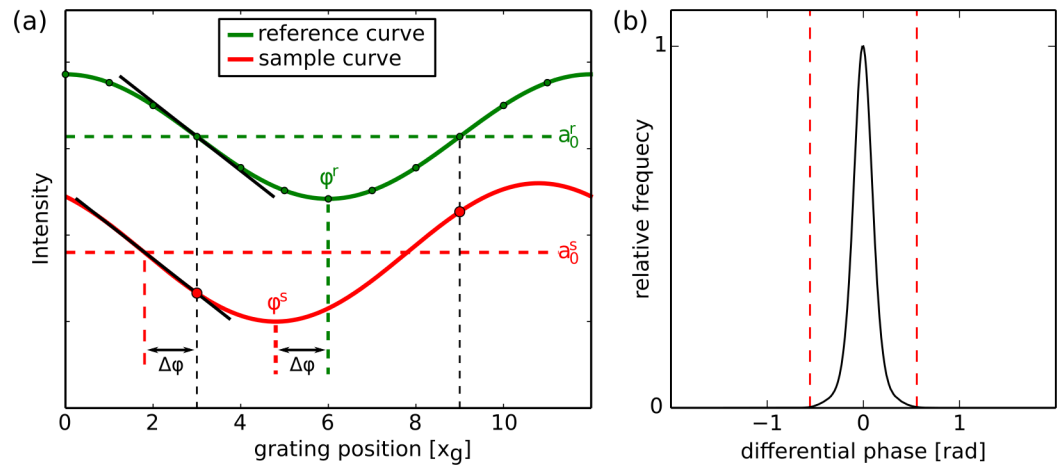 (a)
reference curve
sample curve
a₀ʳ
φʳ
a₀ˢ
φˢ
Δφ
Δφ
Intensity
0 2 4 6 8 10
grating position [xg]
(b)
1
0
relative frequecy
−1 0 1
differential phase [rad]